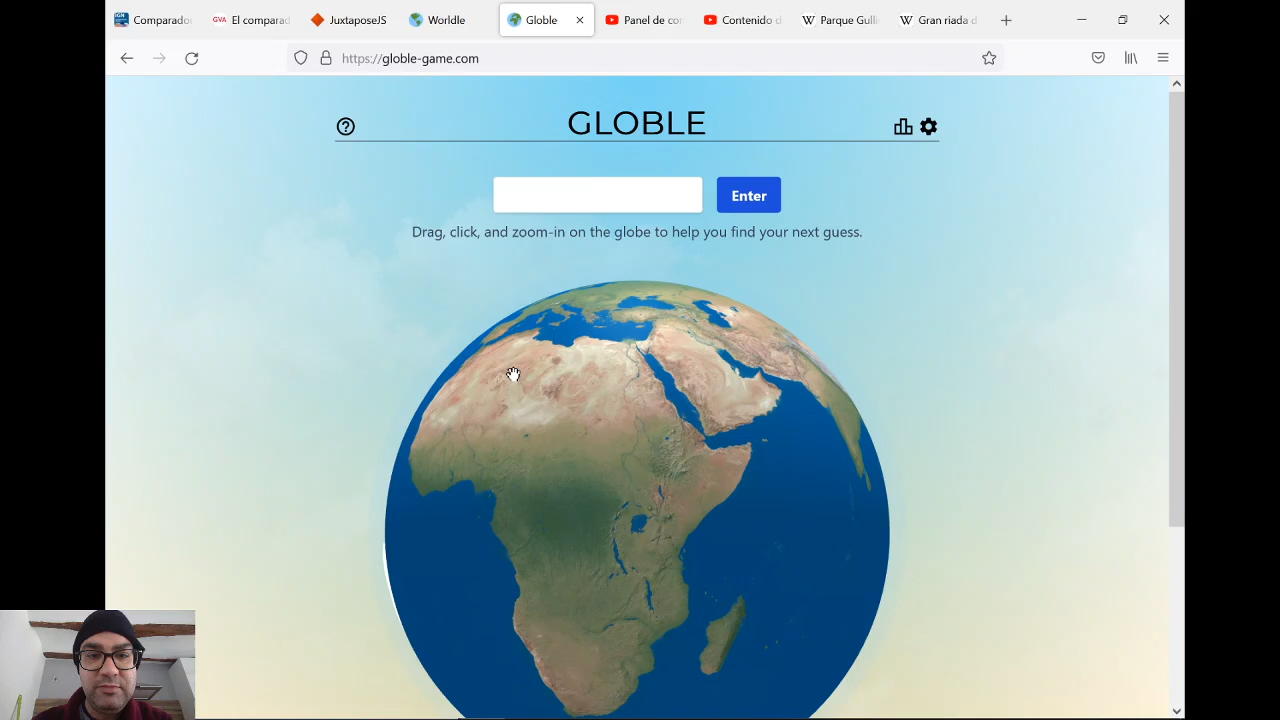 Comparado
GVA El comparad
JuxtaposeJS
Worldle
Globle
Panel de co
Contenido d
W Parque Gulli
W Gran riada d
https://globle-game.com
GLOBLE
Enter
Drag, click, and zoom-in on the globe to help you find your next guess.